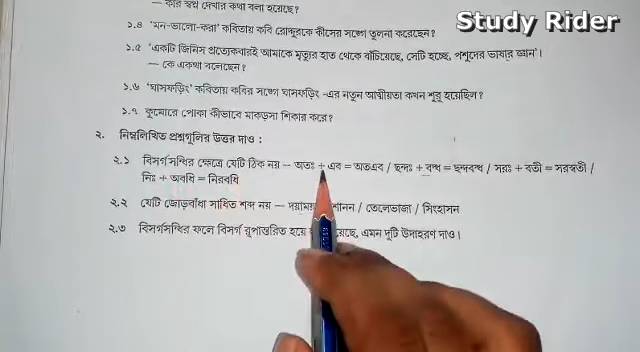 — কার স্বপ্ন দেখার কথা বলা হয়েছে?
Study Rider
১.৪ 'মন-ভালো-করা' কবিতায় কবি রোদ্দুরকে কীসের সঙ্গে তুলনা করেছেন?
১.৫ 'একটি জিনিস প্রত্যেকবারই আমাকে মৃত্যুর হাত থেকে বাঁচিয়েছে, সেটি হচ্ছে, পশুদের ভাষার জ্ঞান'।
— কে একথা বলেছেন?
১.৬ 'ঘাসফড়িং' কবিতায় কবির সঙ্গে ঘাসফড়িং -এর নতুন আত্মীয়তা কখন শুরু হয়েছিল?
১.৭ কুমোরে পোকা কীভাবে মাকড়সা শিকার করে?
২. নিম্নলিখিত প্রশ্নগুলির উত্তর দাও :
২.১ বিসর্গসন্ধির ক্ষেত্রে যেটি ঠিক নয় — অতঃ + এব = অতএব / ছন্দঃ + বন্ধ = ছন্দবন্ধ / সরঃ + বতী = সরস্বতী /
নিঃ + অবধি = নিরবধি
২.২ যেটি জোড়বাঁধা সাধিত শব্দ নয় — দয়াময় শানন / তেলেভাজা / সিংহাসন
২.৩ বিসর্গসন্ধির ফলে বিসর্গ রূপান্তরিত হয়ে য়েছে, এমন দুটি উদাহরণ দাও।